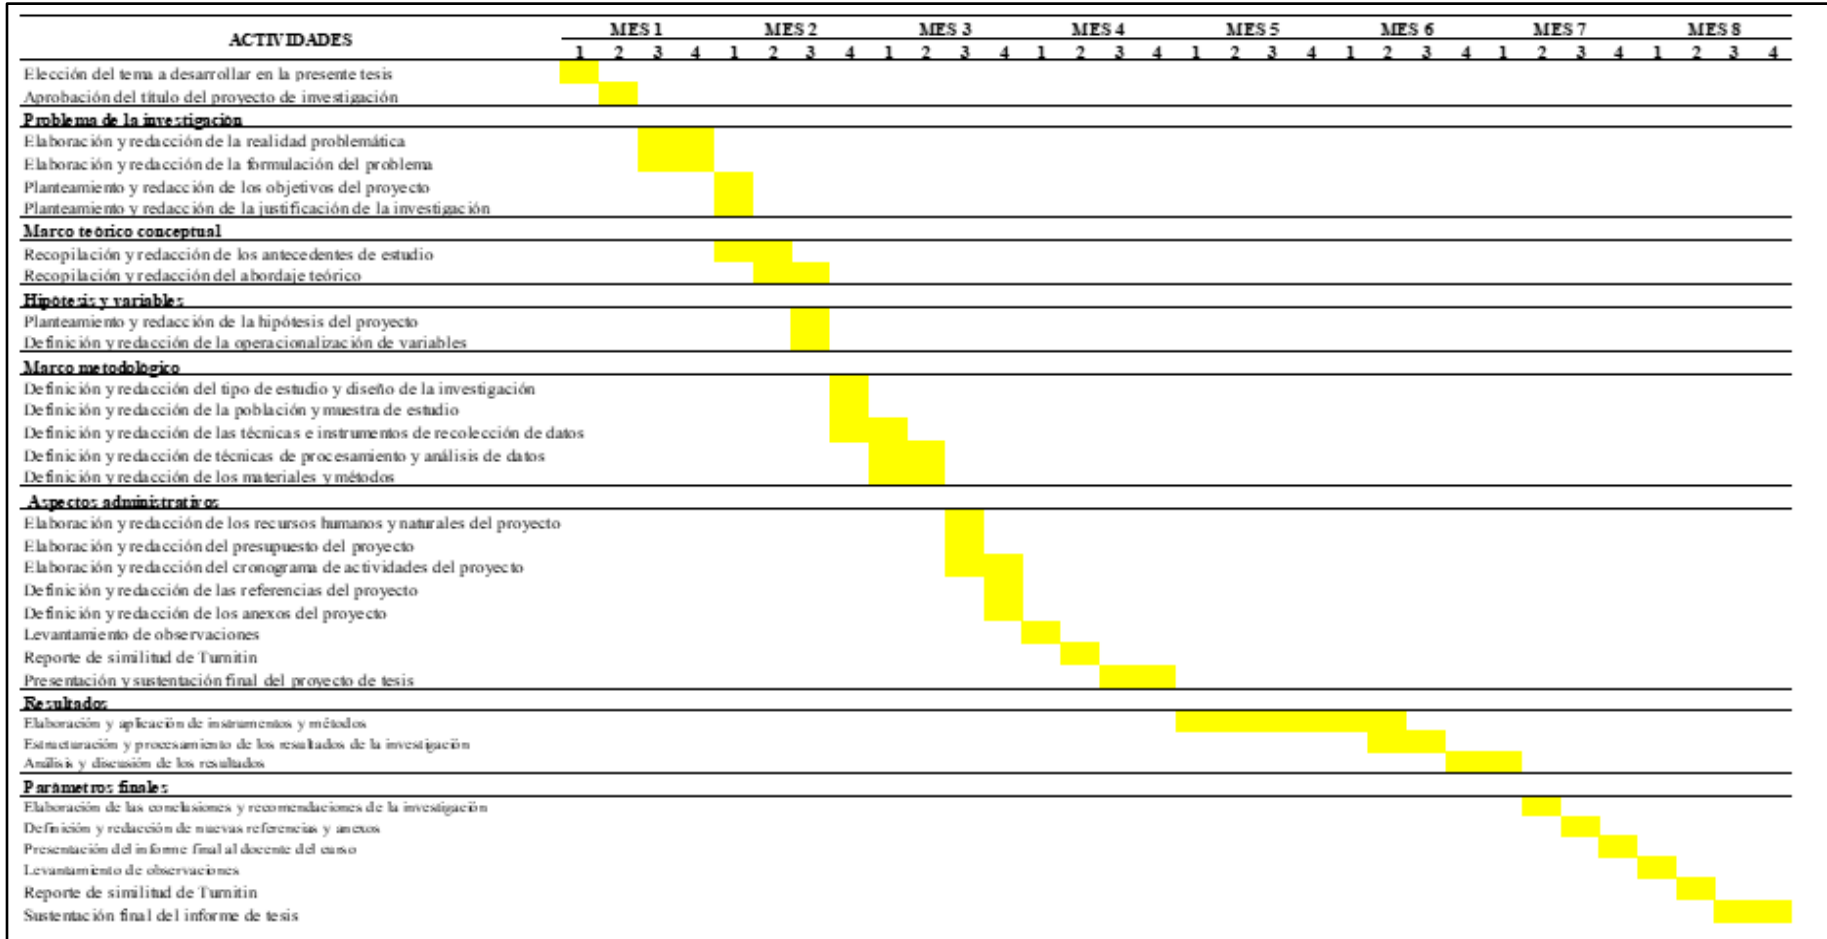 ACTIVIDADES MES 1 MES 2 MES 3 MES 4 MES 5 MES 6 MES 7 MES 8
1 2 3 4 1 2 3 4 1 2 3 4 1 2 3 4 1 2 3 4 1 2 3 4 1 2 3 4 1 2 3 4
Elección del tema a desarrollar en la presente tesis
Aprobación del título del proyecto de investigación
Problema de la investigación
Elaboración y redacción de la realidad problemática
Elaboración y redacción de la formulación del problema
Planteamiento y redacción de los objetivos del proyecto
Planteamiento y redacción de la justificación de la investigación
Marco teórico conceptual
Recopilación y redacción de los antecedentes de estudio
Recopilación y redacción del abordaje teórico
Hipótesis y variables
Planteamiento y redacción de la hipótesis del proyecto
Definición y redacción de la operacionalización de variables
Marco metodológico
Definición y redacción del tipo de estudio y diseño de la investigación
Definición y redacción de la población y muestra de estudio
Definición y redacción de las técnicas e instrumentos de recolección de datos
Definición y redacción de técnicas de procesamiento y análisis de datos
Definición y redacción de los materiales y métodos
Aspectos administrativos
Elaboración y redacción de los recursos humanos y naturales del proyecto
Elaboración y redacción del presupuesto del proyecto
Elaboración y redacción del cronograma de actividades del proyecto
Definición y redacción de las referencias del proyecto
Definición y redacción de los anexos del proyecto
Levantamiento de observaciones
Reporte de similitud de Turnitin
Presentación y sustentación final del proyecto de tesis
Resultados
Elaboración y aplicación de instrumentos y métodos
Estructuración y procesamiento de los resultados de la investigación
Análisis y discusión de los resultados
Parámetros finales
Elaboración de las conclusiones y recomendaciones de la investigación
Definición y redacción de nuevas referencias y anexos
Presentación del informe final al docente del curso
Levantamiento de observaciones
Reporte de similitud de Turnitin
Sustentación final del informe de tesis